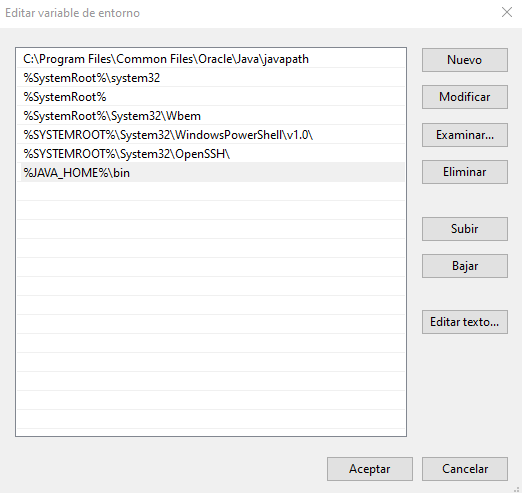 Editar variable de entorno
C:\Program Files\Common Files\Oracle\Java\javapath
%SystemRoot%\system32
%SystemRoot%
%SystemRoot%\System32\Wbem
%SYSTEMROOT%\System32\WindowsPowerShell\v1.0\
%SYSTEMROOT%\System32\OpenSSH\
%JAVA_HOME%\bin
Nuevo
Modificar
Examinar...
Eliminar
Subir
Bajar
Editar texto...
Aceptar
Cancelar